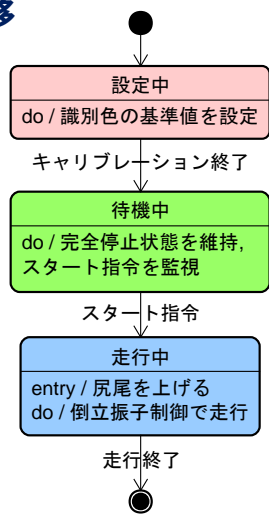 移
設定中
do / 識別色の基準値を設定
キャリブレーション終了
待機中
do / 完全停止状態を維持,
スタート指令を監視
スタート指令
走行中
entry / 尻尾を上げる
do / 倒立振子制御で走行
走行終了